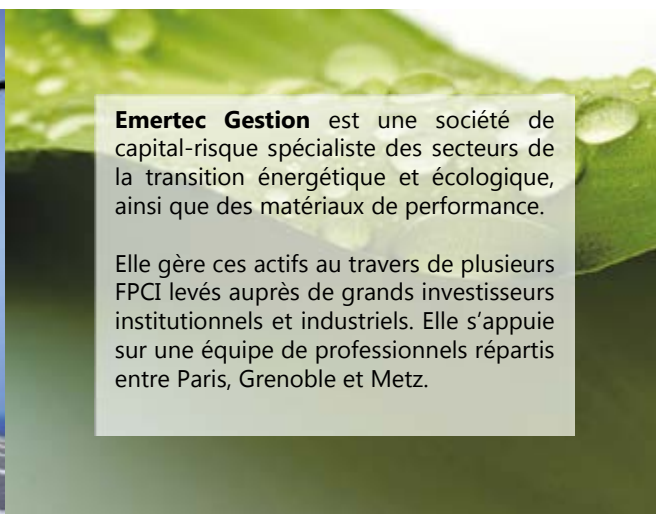 Emertec Gestion est une société de
capital-risque spécialiste des secteurs de
la transition énergétique et écologique,
ainsi que des matériaux de performance.
Elle gère ces actifs au travers de plusieurs
FPCI levés auprès de grands investisseurs
institutionnels et industriels. Elle s'appuie
sur une équipe de professionnels répartis
entre Paris, Grenoble et Metz.